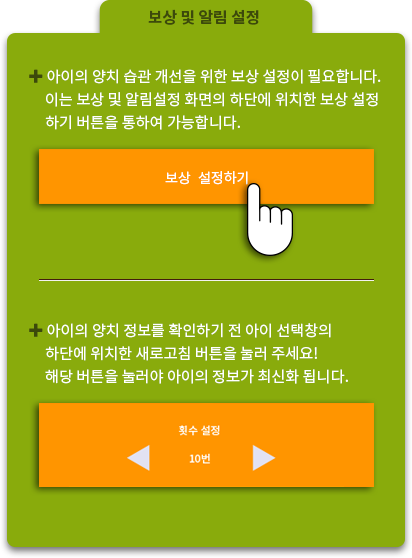 보상 및 알림 설정
✚ 아이의 양치 습관 개선을 위한 보상 설정이 필요합니다.
이는 보상 및 알림설정 화면의 하단에 위치한 보상 설정
하기 버튼을 통하여 가능합니다.
보상 설정하기
✚ 아이의 양치 정보를 확인하기 전 아이 선택창의
하단에 위치한 새로고침 버튼을 눌러 주세요!
해당 버튼을 눌러야 아이의 정보가 최신화 됩니다.
횟수 설정
10번